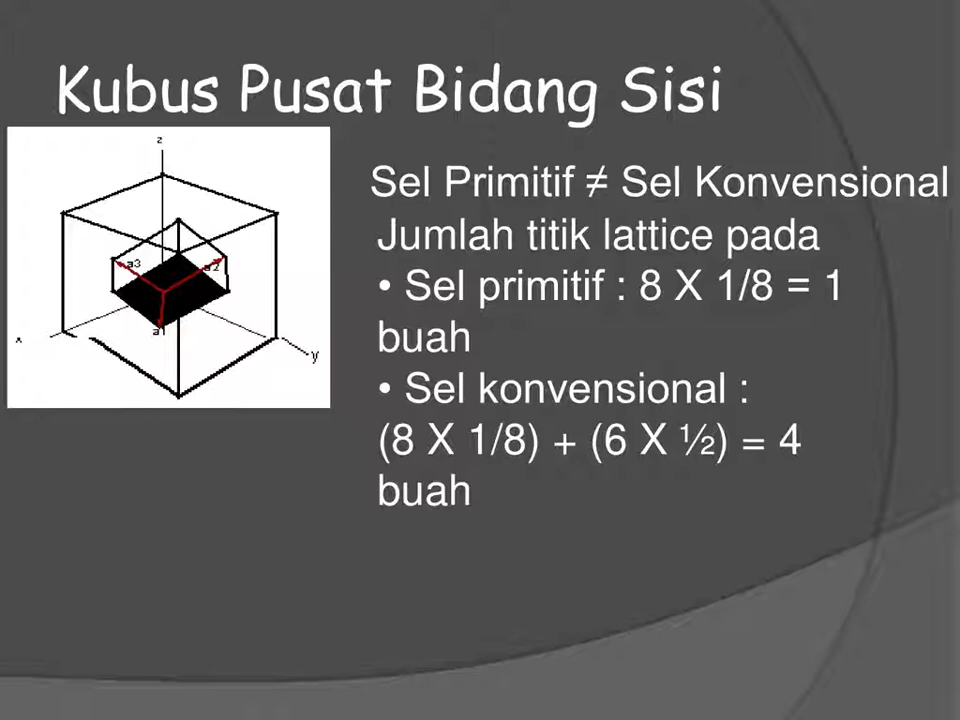 Kubus Pusat Bidang Sisi
z
a3
a2
a1
x
y
Sel Primitif ≠ Sel Konvensional
Jumlah titik lattice pada
• Sel primitif : 8 X 1/8 = 1
buah
• Sel konvensional :
(8 X 1/8) + (6 X ½) = 4
buah